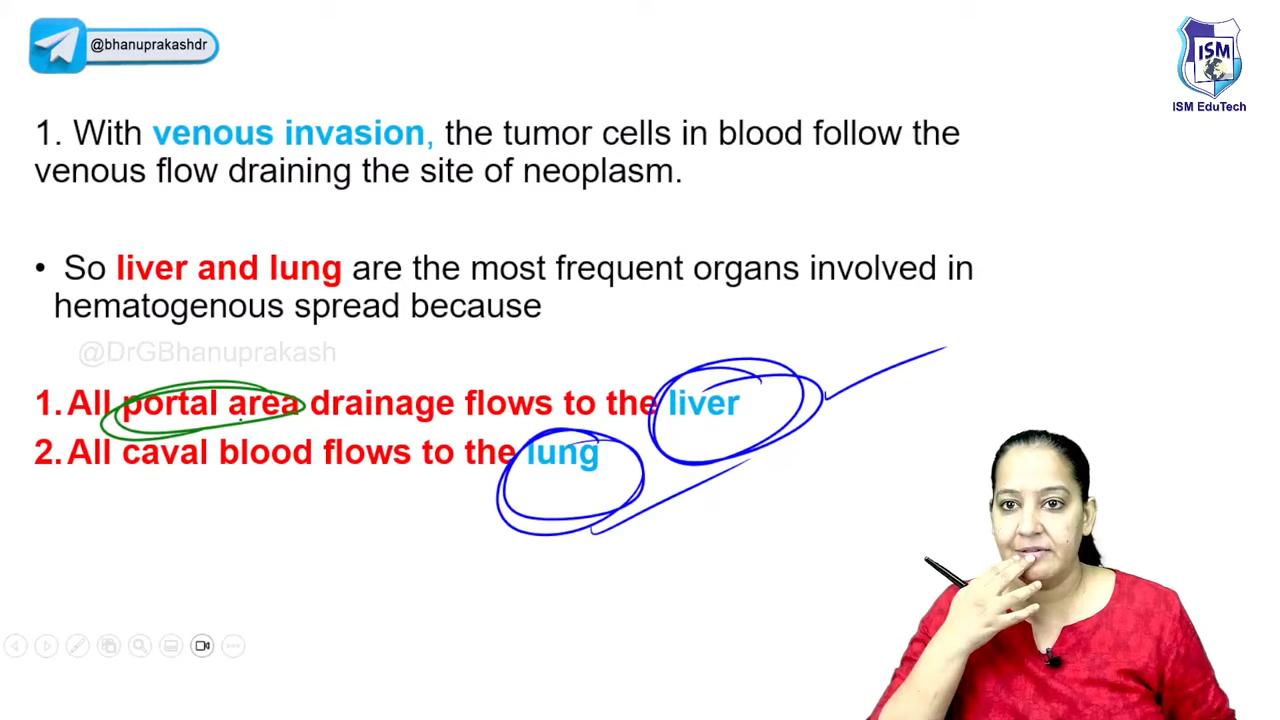 @bhanuprakashdr
ISM
ISM EduTech
1. With venous invasion, the tumor cells in blood follow the
venous flow draining the site of neoplasm.
• So liver and lung are the most frequent organs involved in
hematogenous spread because
@DrGBhanuprakash
1. All portal area drainage flows to the liver
2. All caval blood flows to the lung